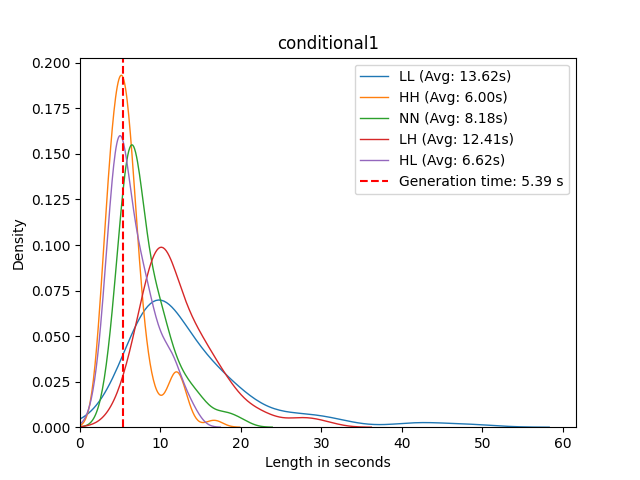 conditional1
LL (Avg: 13.62s)
HH (Avg: 6.00s)
NN (Avg: 8.18s)
LH (Avg: 12.41s)
HL (Avg: 6.62s)
Generation time: 5.39 s
Density
0.200
0.175
0.150
0.125
0.100
0.075
0.050
0.025
0.000
0 10 20 30 40 50 60
Length in seconds